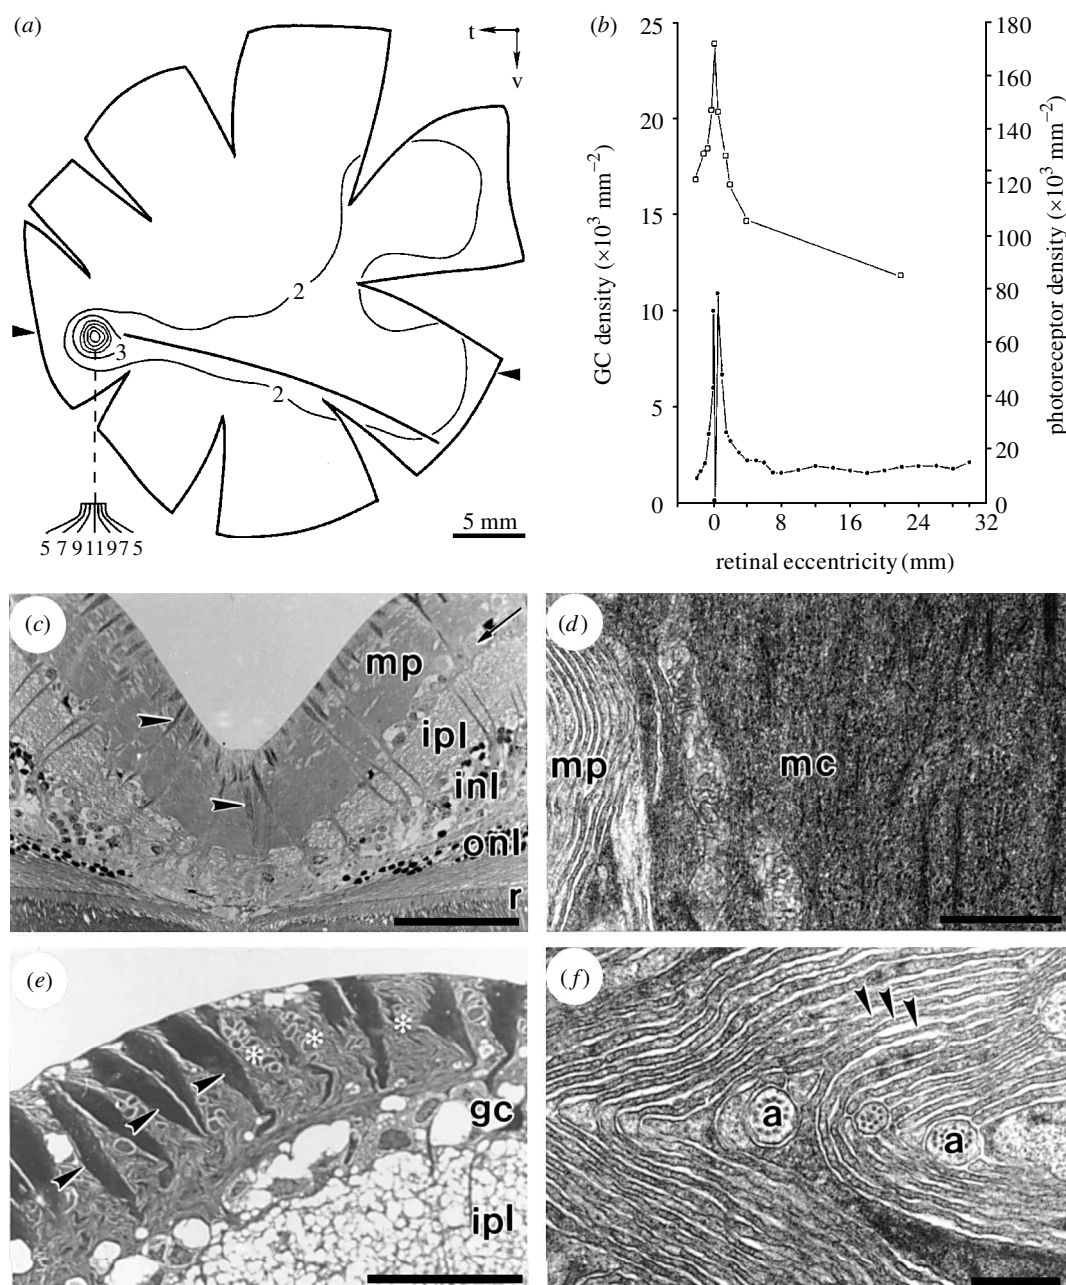 (a)
t
v
2
3
2
5 7 9 11 9 7 5
5 mm
(b)
25
20
15
10
5
0
GC density (×10³ mm⁻²)
180
160
140
120
100
80
60
40
20
0
photoreceptor density (×10³ mm⁻²)
0 8 16 24 32
retinal eccentricity (mm)
(c)
mp
ipl
inl
onl
r
(d)
mp
mc
(e)
* * *
gc
ipl
(f)
a
a